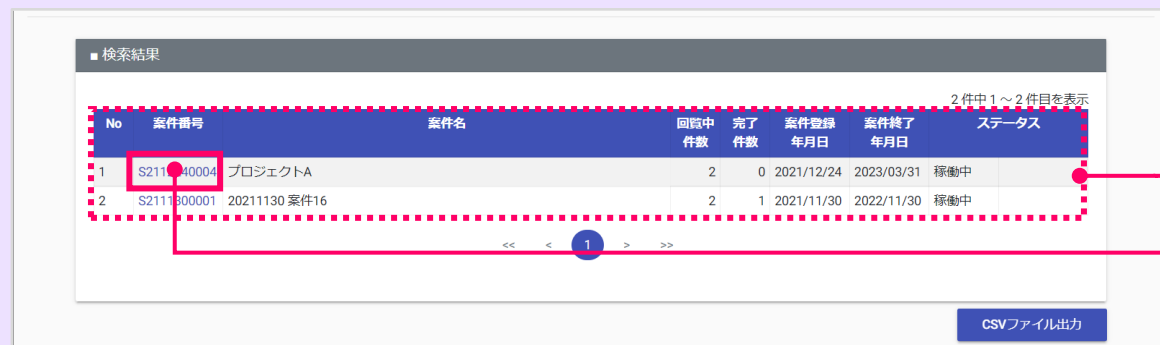 ■ 検索結果
2 件中 1 ～ 2 件目を表示
No 案件番号 案件名 回覧中件数 完了件数 案件登録年月日 案件終了年月日 ステータス
1 プロジェクトA 2 0 2021/12/24 2023/03/31 稼働中
2 20211130 案件16 2 1 2021/11/30 2022/11/30 稼働中
<< < 1 > >>
CSVファイル出力